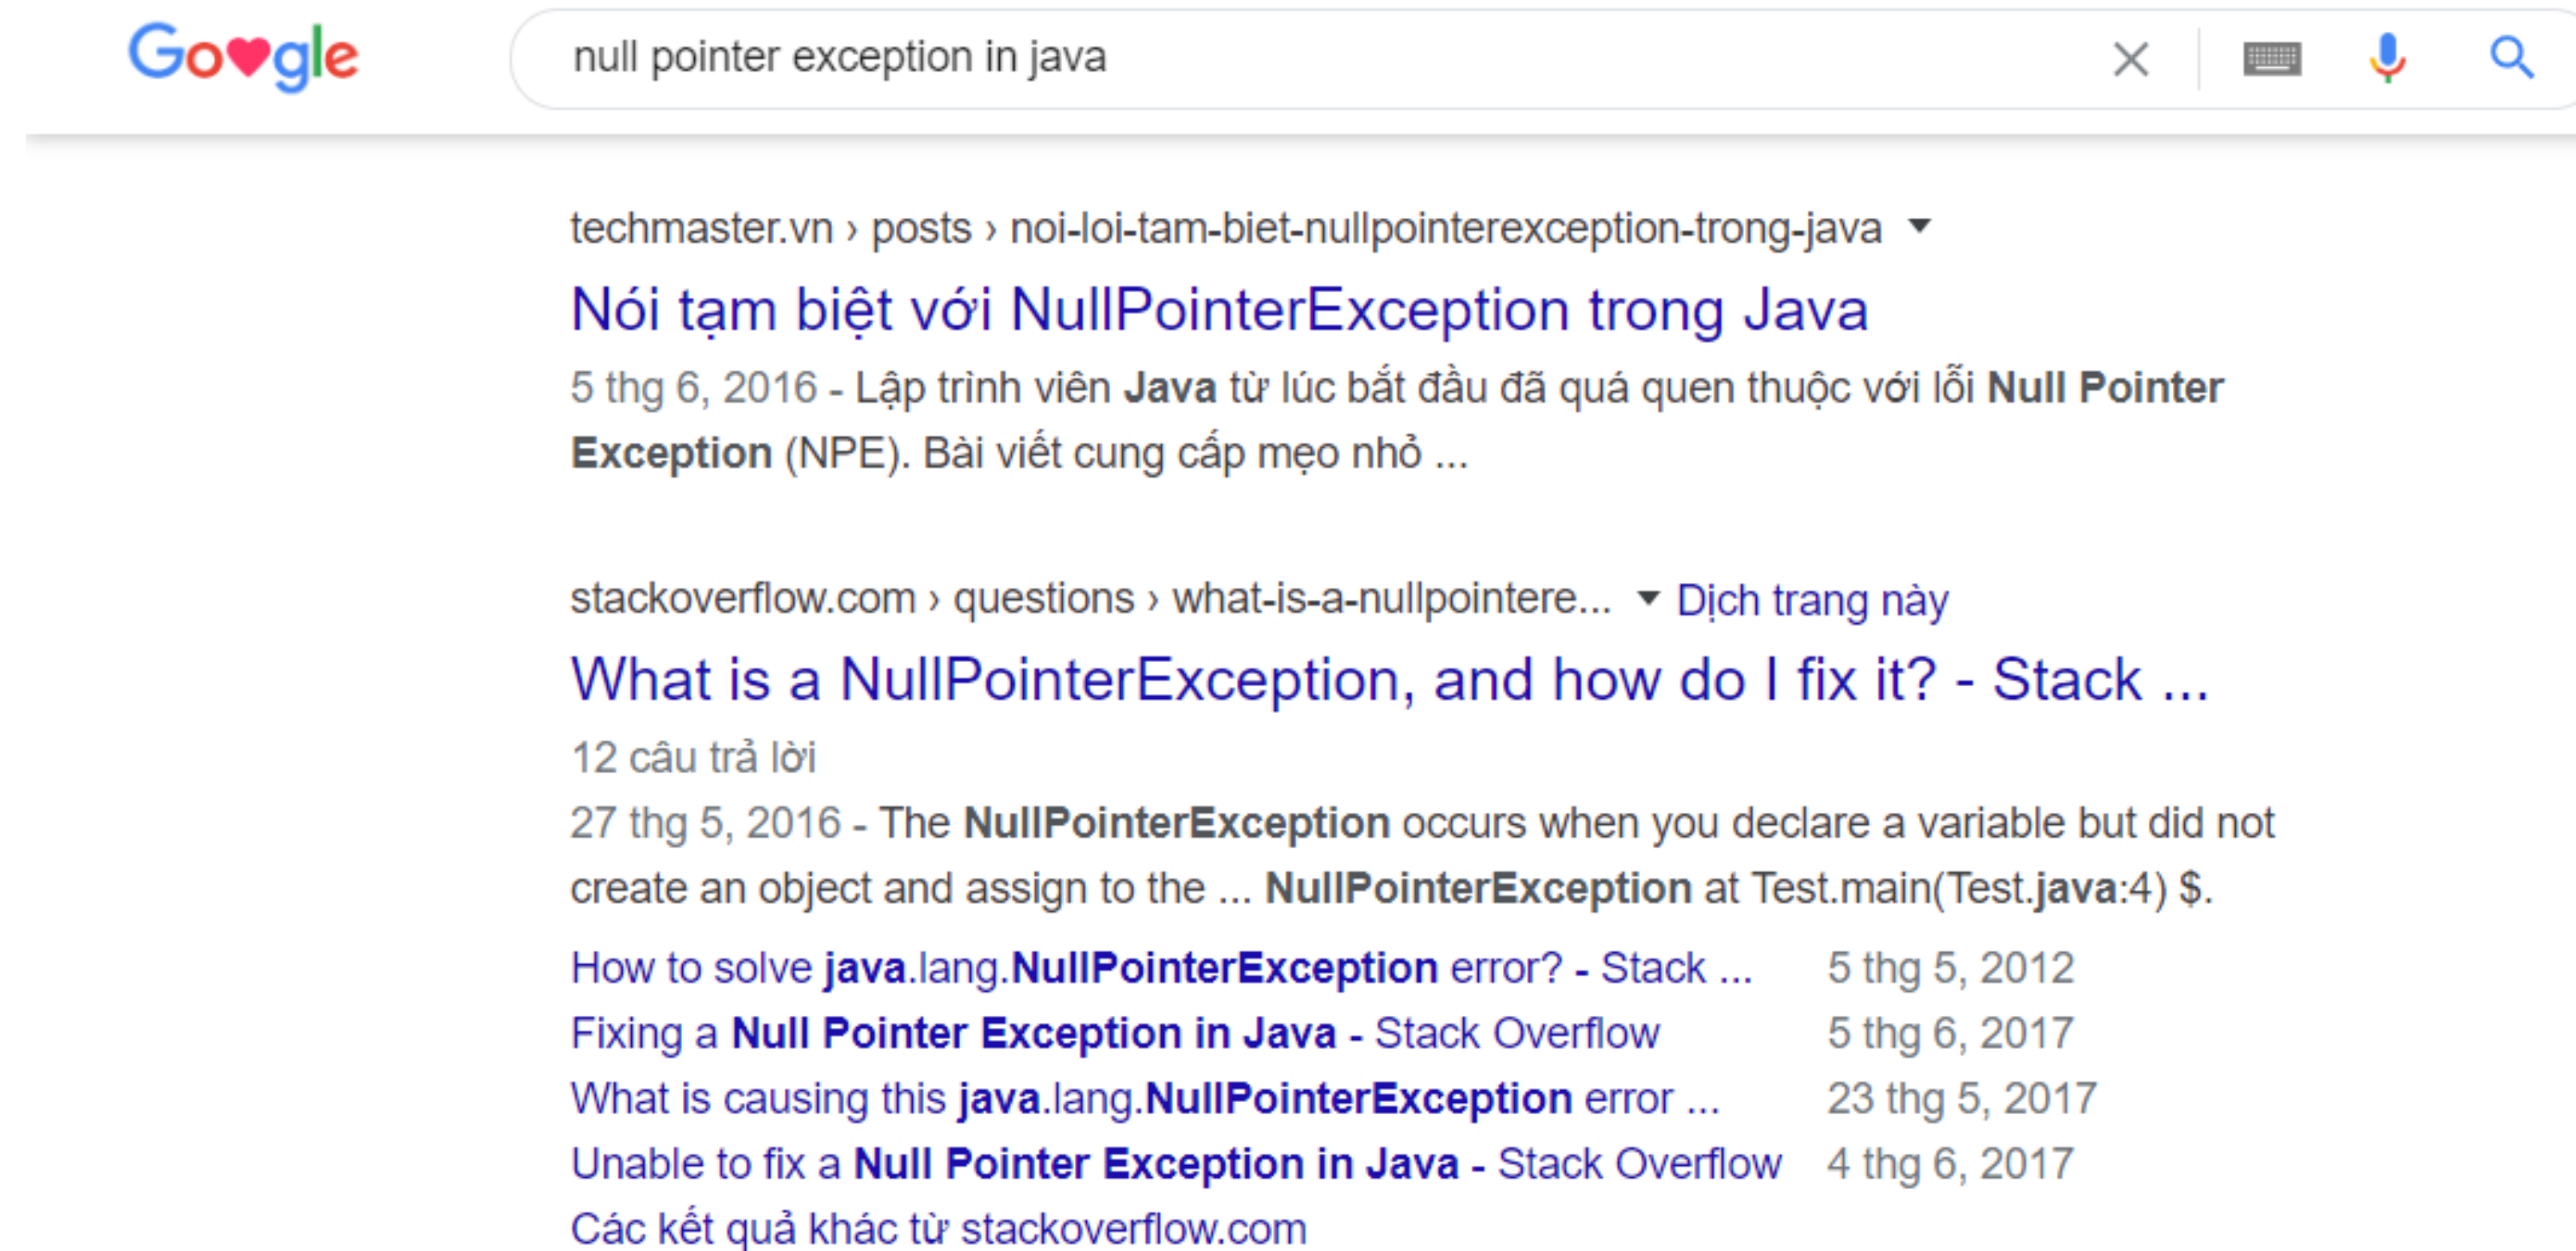 Go♥gle
null pointer exception in java
techmaster.vn › posts › noi-loi-tam-biet-nullpointerexception-trong-java
Nói tạm biệt với NullPointerException trong Java
5 thg 6, 2016 - Lập trình viên Java từ lúc bắt đầu đã quá quen thuộc với lỗi Null Pointer
Exception (NPE). Bài viết cung cấp mẹo nhỏ ...
stackoverflow.com › questions › what-is-a-nullpointere... Dịch trang này
What is a NullPointerException, and how do I fix it? - Stack ...
12 câu trả lời
27 thg 5, 2016 - The NullPointerException occurs when you declare a variable but did not
create an object and assign to the ... NullPointerException at Test.main(Test.java:4) $.
How to solve java.lang.NullPointerException error? - Stack ... 5 thg 5, 2012
Fixing a Null Pointer Exception in Java - Stack Overflow 5 thg 6, 2017
What is causing this java.lang.NullPointerException error ... 23 thg 5, 2017
Unable to fix a Null Pointer Exception in Java - Stack Overflow 4 thg 6, 2017
Các kết quả khác từ stackoverflow.com